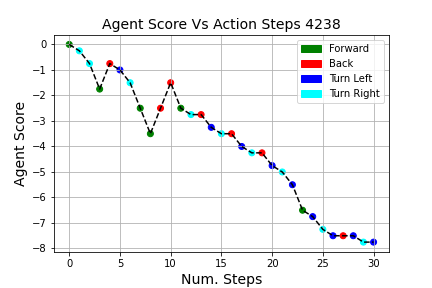 Agent Score Vs Action Steps 4238
Agent Score
0
−1
−2
−3
−4
−5
−6
−7
−8
Forward
Back
Turn Left
Turn Right
0 5 10 15 20 25 30
Num. Steps